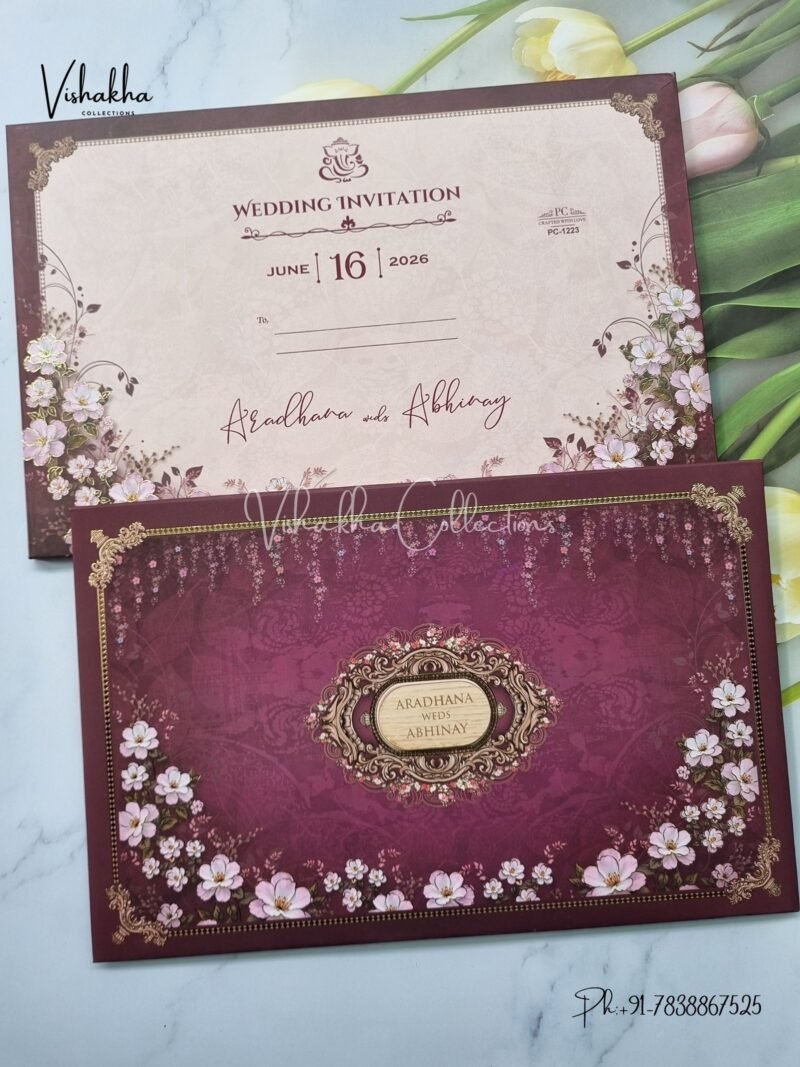 Vishakha
COLLECTIONS
WEDDING INVITATION
PC
CRAFTED WITH LOVE
PC-1223
JUNE 16 2026
To,
Aradhana weds Abhinay
Vishakha Collections
ARADHANA
WEDS
ABHINAY
Ph:+91-7838867525